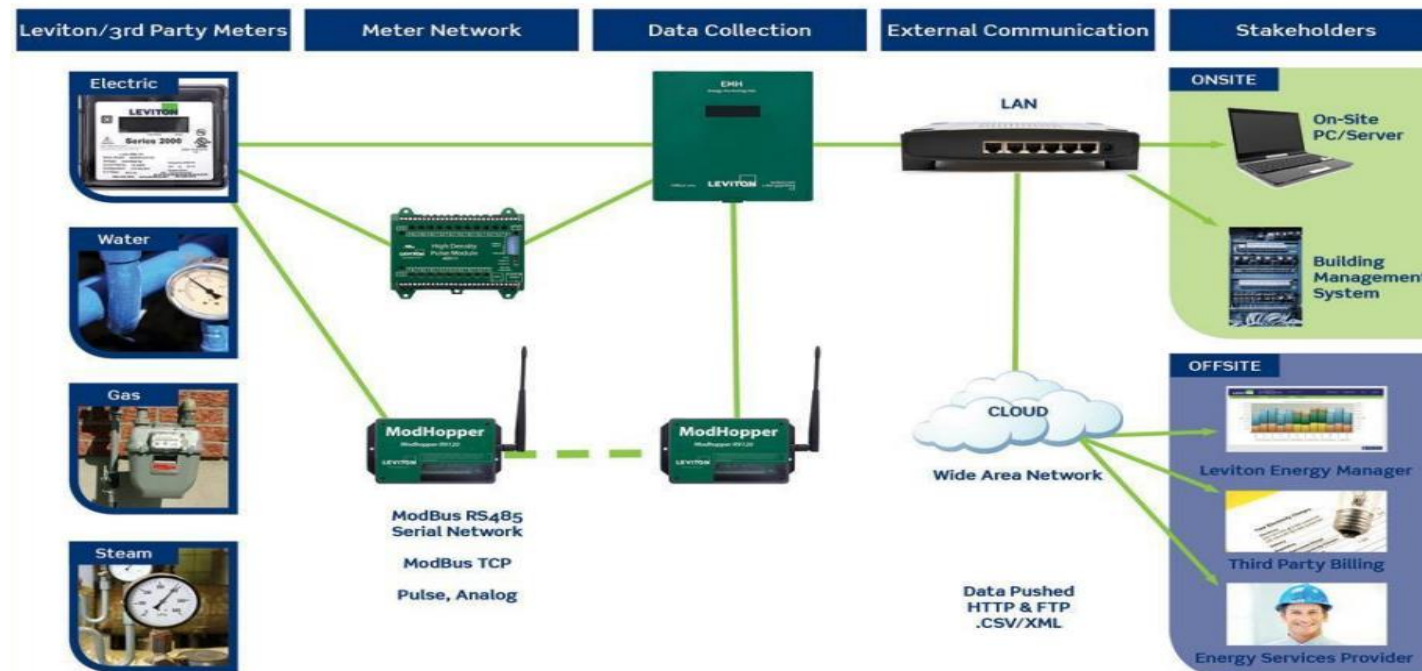 Leviton/3rd Party Meters
Meter Network
Data Collection
External Communication
Stakeholders
Electric
LEVITON
Series 2000
Water
Gas
Steam
High Density
Pulse Module
LEVITON
ModHopper
LEVITON
ModBus RS485
Serial Network
ModBus TCP
Pulse, Analog
EMH
LEVITON
ModHopper
LEVITON
LAN
CLOUD
Wide Area Network
Data Pushed
HTTP & FTP
.CSV/XML
ONSITE
On-Site
PC/Server
Building
Management
System
OFFSITE
Leviton Energy Manager
Third Party Billing
Energy Services Provider